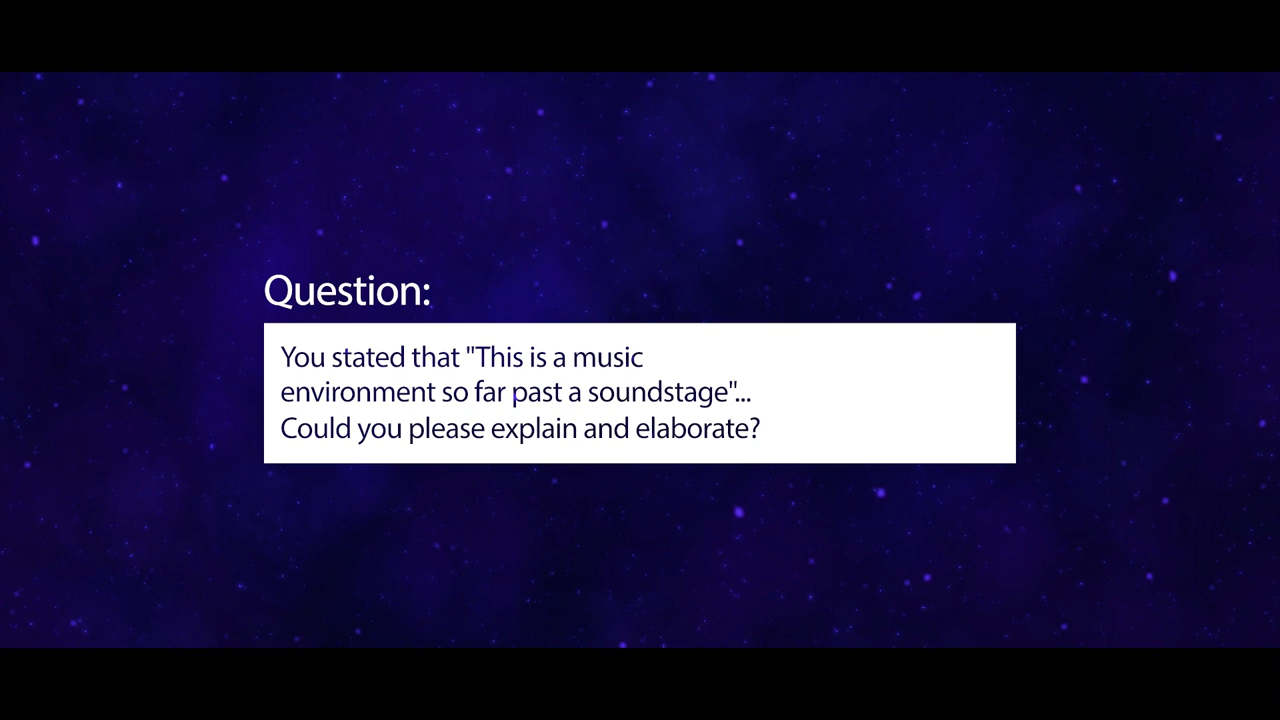 Question:
You stated that "This is a music
environment so far past a soundstage"...
Could you please explain and elaborate?